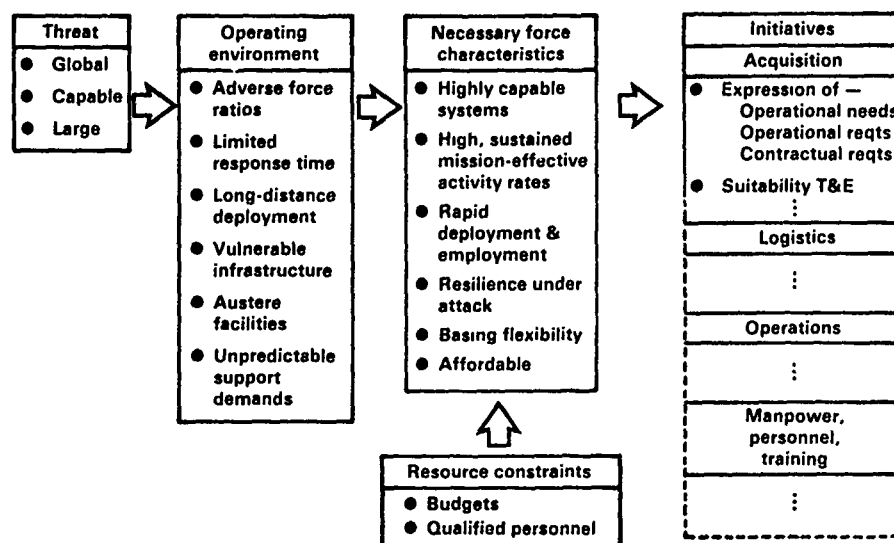 Threat
● Global
● Capable
● Large
Operating
environment
● Adverse force
ratios
● Limited
response time
● Long-distance
deployment
● Vulnerable
infrastructure
● Austere
facilities
● Unpredictable
support
demands
Necessary force
characteristics
● Highly capable
systems
● High, sustained
mission-effective
activity rates
● Rapid
deployment &
employment
● Resilience under
attack
● Basing flexibility
● Affordable
Resource constraints
● Budgets
● Qualified personnel
Initiatives
Acquisition
● Expression of —
Operational needs
Operational reqts
Contractual reqts
● Suitability T&E
⋮
Logistics
⋮
Operations
⋮
Manpower,
personnel,
training
⋮